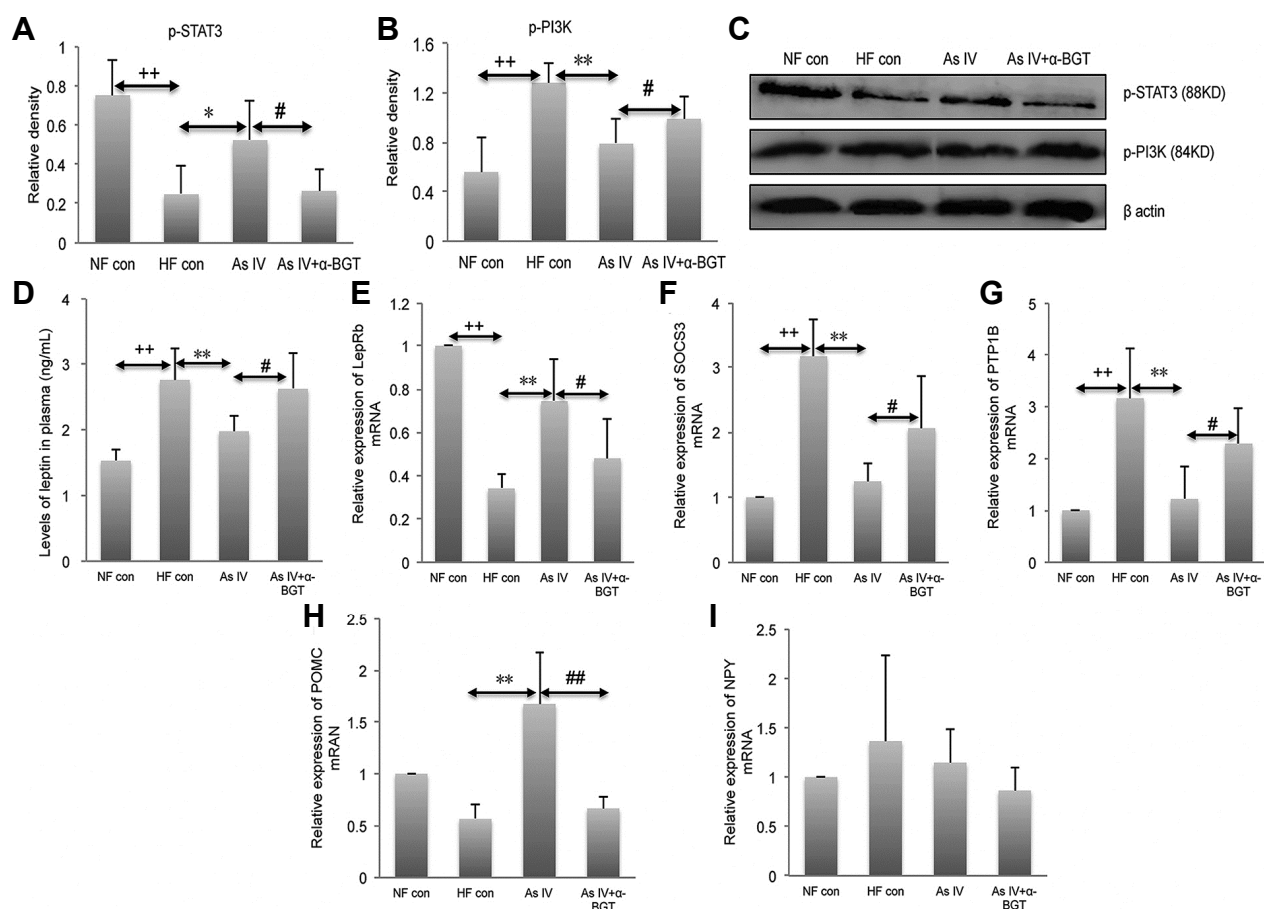 A
p-STAT3
Relative density
1
0.8
0.6
0.4
0.2
0
++
*
#
NF con
HF con
As IV
As IV+α-BGT
B
p-PI3K
Relative density
1.6
1.2
0.8
0.4
0
++
**
#
NF con
HF con
As IV
As IV+α-BGT
C
NF con
HF con
As IV
As IV+α-BGT
p-STAT3 (88KD)
p-PI3K (84KD)
β actin
D
Levels of leptin in plasma (ng/mL)
4
3
2
1
0
++
**
#
NF con
HF con
As IV
As IV+α-
BGT
E
Relative expression of LepRb
mRNA
1.2
1
0.8
0.6
0.4
0.2
0
++
**
#
NF con
HF con
As IV
As IV+α-
BGT
F
Relative expression of SOCS3
mRNA
4
3
2
1
0
++
**
#
NF con
HF con
As IV
As IV+α-
BGT
G
Relative expression of PTP1B
mRNA
5
4
3
2
1
0
++
**
#
NF con
HF con
As IV
As IV+α-
BGT
H
Relative expression of POMC
mRAN
2.5
2
1.5
1
0.5
0
**
##
NF con
HF con
As IV
As IV+α-
BGT
I
Relative expression of NPY
mRNA
2.5
2
1.5
1
0.5
0
NF con
HF con
As IV
As IV+α-
BGT